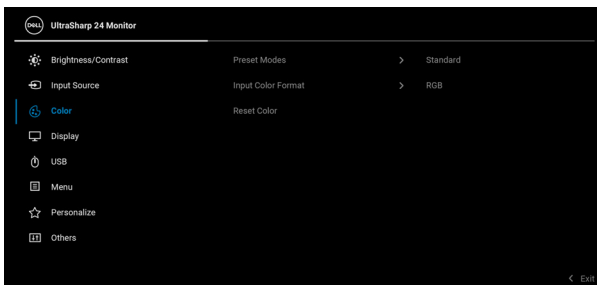 DELL UltraSharp 24 Monitor
Brightness/Contrast Preset Modes > Standard
Input Source Input Color Format > RGB
Color Reset Color
Display
USB
Menu
Personalize
Others
< Exit